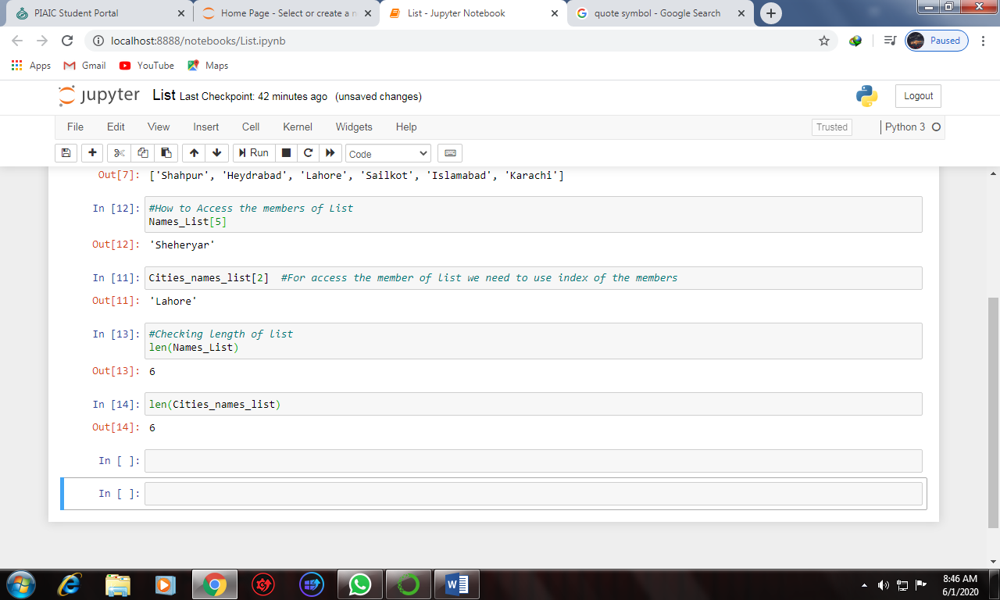 PIAIC Student Portal
Home Page - Select or create a n
List - Jupyter Notebook
quote symbol - Google Search
localhost:8888/notebooks/List.ipynb
Paused
Apps Gmail YouTube Maps
jupyter List Last Checkpoint: 42 minutes ago (unsaved changes)
Logout
File Edit View Insert Cell Kernel Widgets Help
Trusted
Python 3
Run
Code
Out[7]: ['Shahpur', 'Heydrabad', 'Lahore', 'Sailkot', 'Islamabad', 'Karachi']
In [12]: #How to Access the members of List
Names_List[5]
Out[12]: 'Sheheryar'
In [11]: Cities_names_list[2]  #For access the member of list we need to use index of the members
Out[11]: 'Lahore'
In [13]: #Checking length of list
len(Names_List)
Out[13]: 6
In [14]: len(Cities_names_list)
Out[14]: 6
In [ ]:
In [ ]:
8:46 AM
6/1/2020